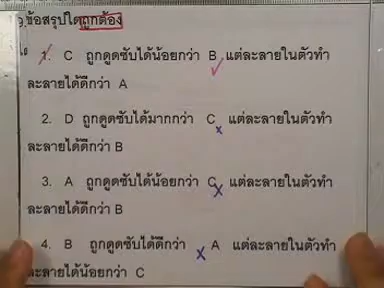 ข้อสรุปใดถูกต้อง
1. C ถูกดูดซับได้น้อยกว่า B แต่ละลายในตัวทำ
ละลายได้ดีกว่า A
2. D ถูกดูดซับได้มากกว่า C แต่ละลายในตัวทำ
ละลายได้ดีกว่า B
3. A ถูกดูดซับได้น้อยกว่า C แต่ละลายในตัวทำ
ละลายได้ดีกว่า B
4. B ถูกดูดซับได้ดีกว่า A แต่ละลายในตัวทำ
ละลายได้น้อยกว่า C